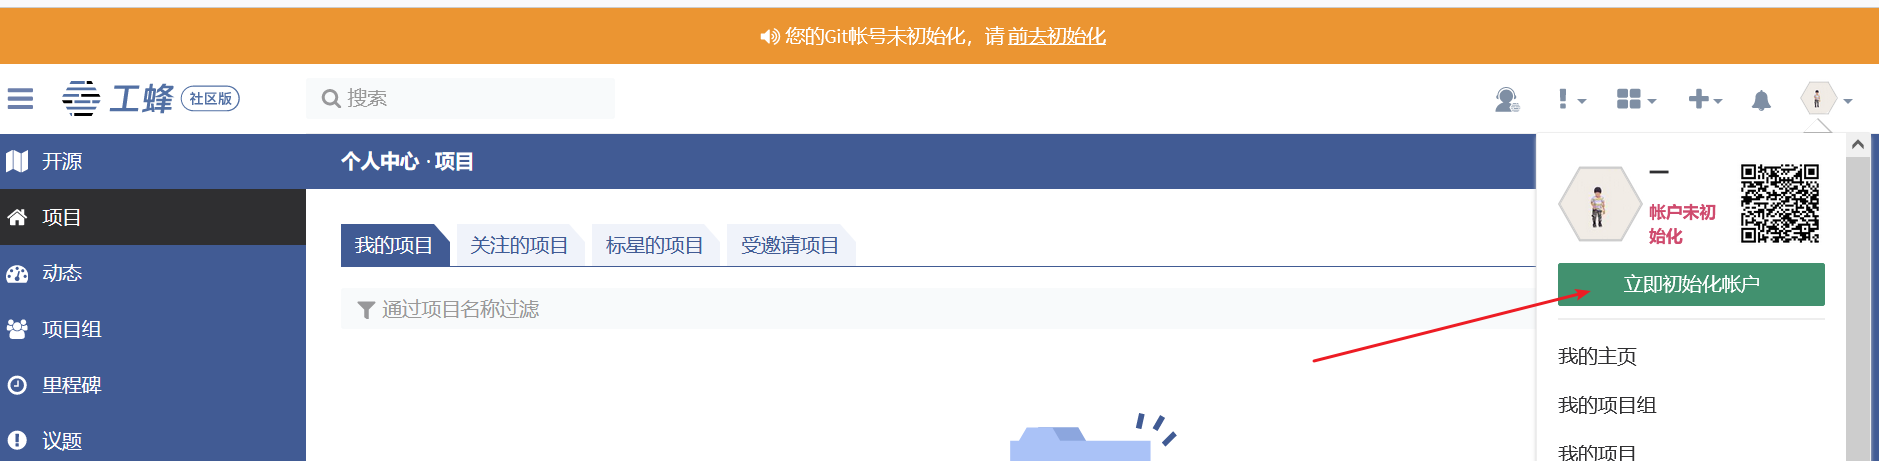 您的Git帐号未初始化，请 前去初始化
工蜂 社区版
搜索
开源
项目
动态
项目组
里程碑
议题
个人中心 · 项目
我的项目
关注的项目
标星的项目
受邀请项目
通过项目名称过滤
一
帐户未初
始化
立即初始化帐户
我的主页
我的项目组
我的项目